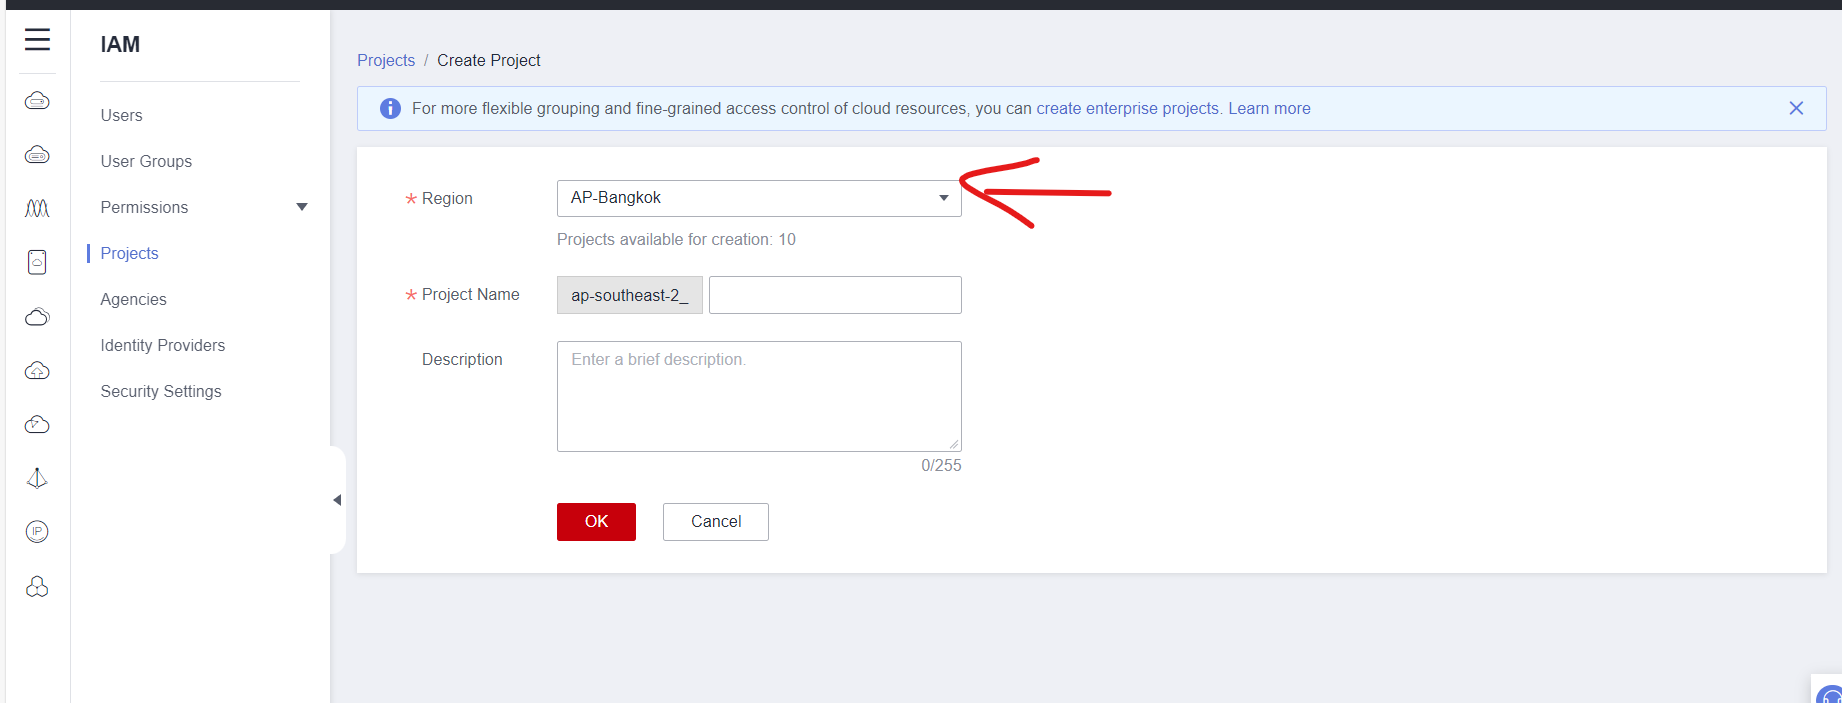 IAM
Users
User Groups
Permissions
Projects
Agencies
Identity Providers
Security Settings
Projects / Create Project
For more flexible grouping and fine-grained access control of cloud resources, you can create enterprise projects. Learn more
* Region AP-Bangkok
Projects available for creation: 10
* Project Name ap-southeast-2_
Description Enter a brief description.
0/255
OK Cancel
IP